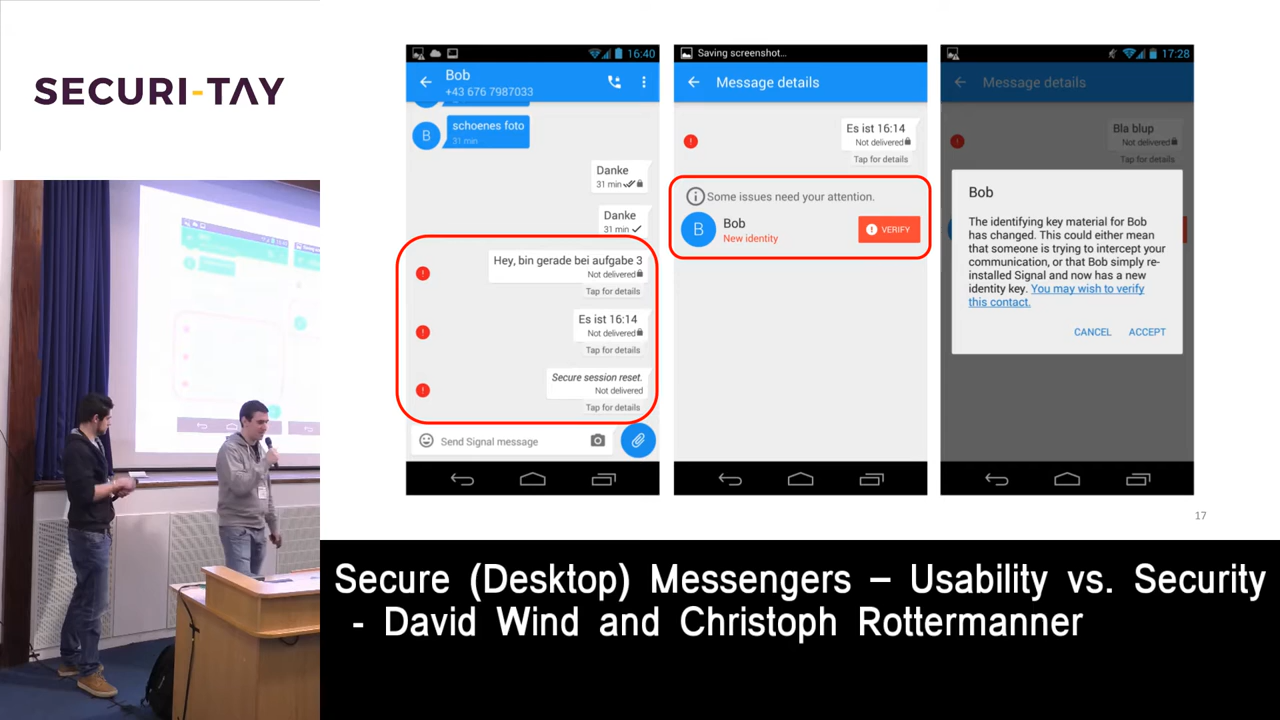 SECURI-TAY
16:40
Bob
+43 676 7987033
B
schoenes foto
31 min
Danke
31 min
Danke
31 min
Hey, bin gerade bei aufgabe 3
Not delivered
Tap for details
Es ist 16:14
Not delivered
Tap for details
Secure session reset.
Not delivered
Tap for details
Send Signal message
Saving screenshot...
Message details
Es ist 16:14
Not delivered
Tap for details
Some issues need your attention.
B
Bob
New identity
VERIFY
17:28
Message details
Bla blup
Not delivered
Tap for details
Bob
The identifying key material for Bob
has changed. This could either mean
that someone is trying to intercept your
communication, or that Bob simply re-
installed Signal and now has a new
identity key. You may wish to verify
this contact.
CANCEL ACCEPT
17
Secure (Desktop) Messengers – Usability vs. Security
- David Wind and Christoph Rottermanner